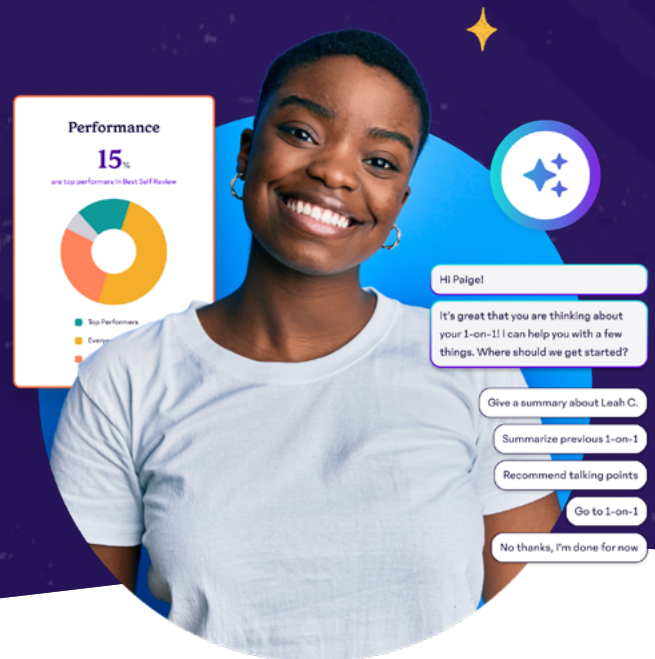 Performance
15%
are top performers in Best Self Review
Top Performers
Hi Paige!
It's great that you are thinking about
your 1-on-1! I can help you with a few
things. Where should we get started?
Give a summary about Leah C.
Summarize previous 1-on-1
Recommend talking points
Go to 1-on-1
No thanks, I'm done for now